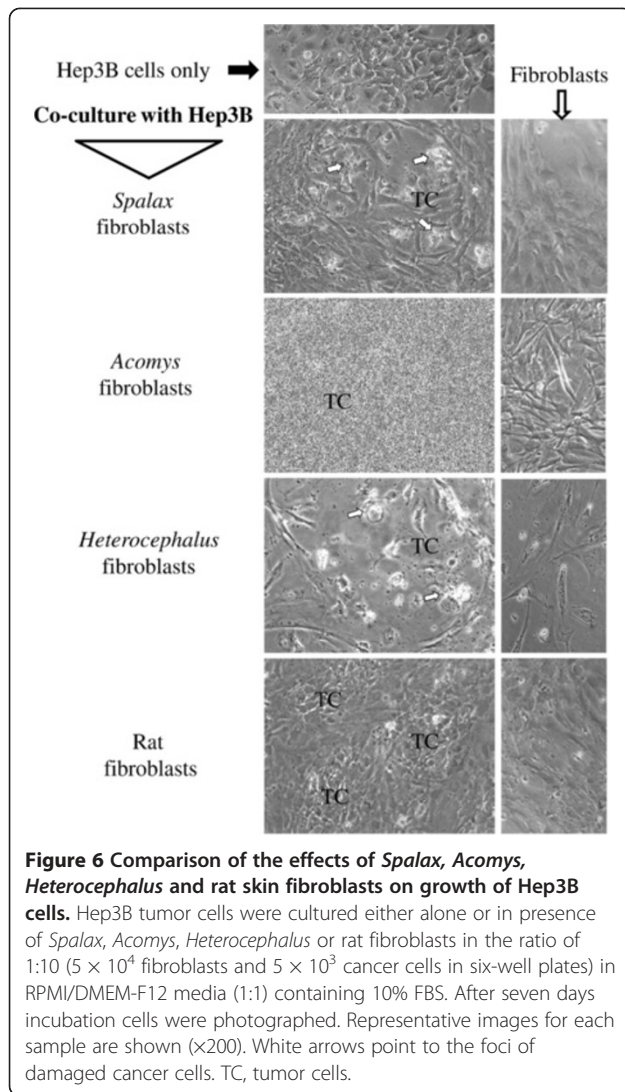 Hep3B cells only
Fibroblasts
Co-culture with Hep3B
Spalax
fibroblasts
TC
Acomys
fibroblasts
TC
Heterocephalus
fibroblasts
TC
Rat
fibroblasts
TC
TC
TC
Figure 6 Comparison of the effects of Spalax, Acomys,
Heterocephalus and rat skin fibroblasts on growth of Hep3B
cells. Hep3B tumor cells were cultured either alone or in presence
of Spalax, Acomys, Heterocephalus or rat fibroblasts in the ratio of
1:10 (5 × 10⁴ fibroblasts and 5 × 10³ cancer cells in six-well plates) in
RPMI/DMEM-F12 media (1:1) containing 10% FBS. After seven days
incubation cells were photographed. Representative images for each
sample are shown (×200). White arrows point to the foci of
damaged cancer cells. TC, tumor cells.